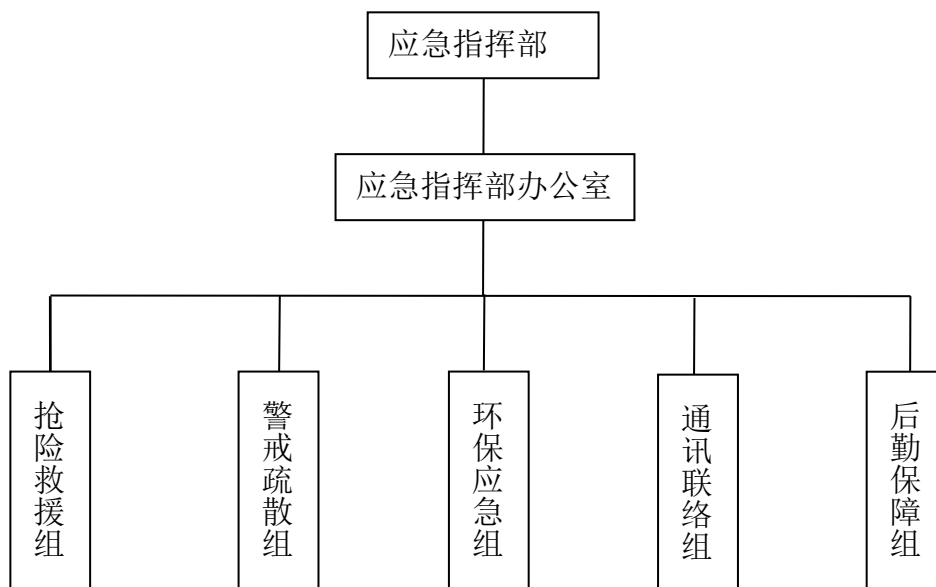 应急指挥部
应急指挥部办公室
抢险救援组
警戒疏散组
环保应急组
通讯联络组
后勤保障组